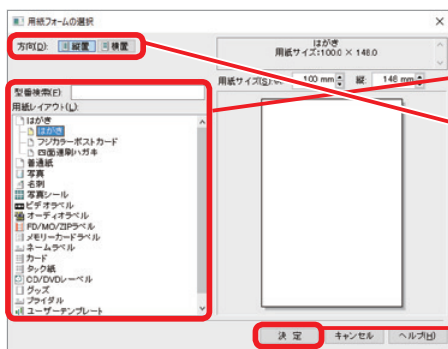 用紙フォームの選択
方向(D): 縦置 横置
はがき
用紙サイズ:100.0 × 148.0
用紙サイズ(S): 100 mm 縦: 148 mm
型番検索(E):
用紙レイアウト(L):
はがき
はがき
フジカラーポストカード
四面連刷ハガキ
普通紙
写真
名刺
写真シール
ビデオラベル
オーディオラベル
FD/MO/ZIPラベル
メモリーカードラベル
ネームラベル
カード
タック紙
CD/DVDレーベル
グッズ
ブライダル
ユーザーテンプレート
決 定 キャンセル ヘルプ(H)